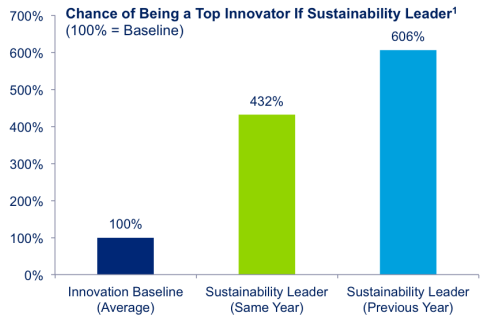 Chance of Being a Top Innovator If Sustainability Leader¹
(100% = Baseline)
700%
600%
500%
400%
300%
200%
100%
0%
100%
432%
606%
Innovation Baseline
(Average)
Sustainability Leader
(Same Year)
Sustainability Leader
(Previous Year)